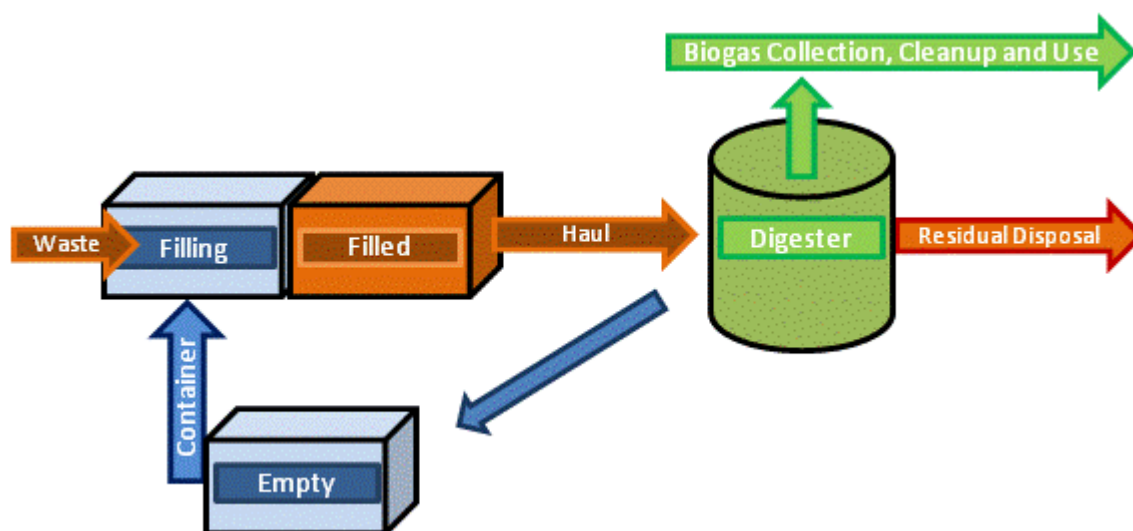 Biogas Collection, Cleanup and Use
Waste
Filling
Filled
Haul
Digester
Residual Disposal
Container
Empty